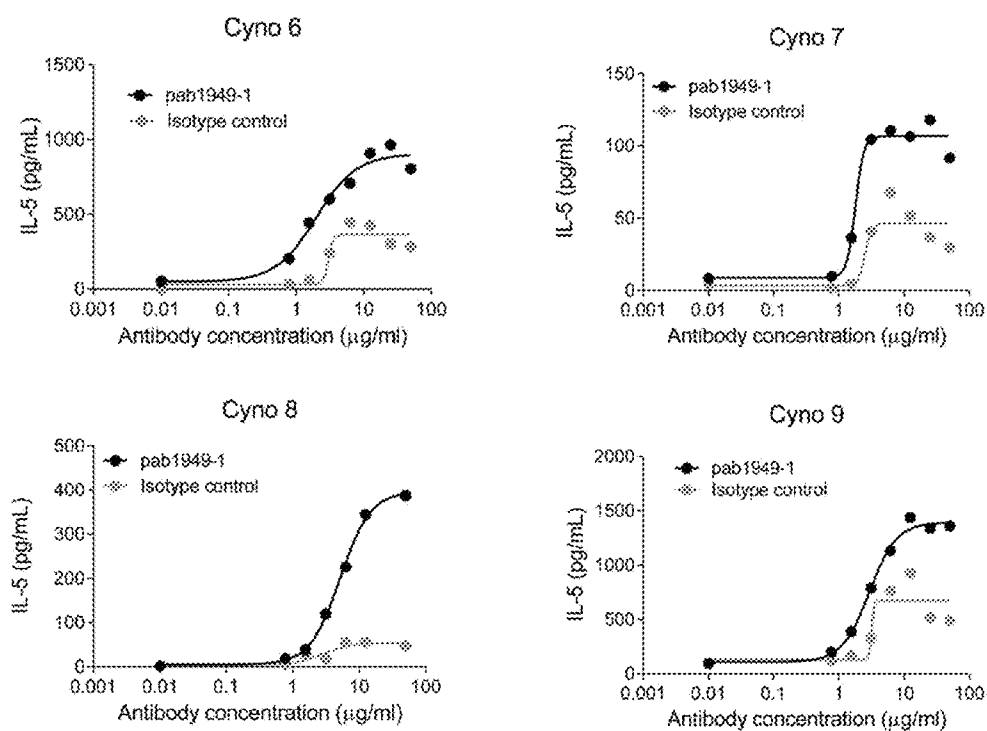 Cyno 6
1500
1000
500
0
IL-5 (pg/mL)
pab1949-1
Isotype control
0.001 0.01 0.1 1 10 100
Antibody concentration (µg/ml)
Cyno 7
150
100
50
0
IL-5 (pg/mL)
pab1949-1
Isotype control
0.001 0.01 0.1 1 10 100
Antibody concentration (µg/ml)
Cyno 8
500
400
300
200
100
0
IL-5 (pg/mL)
pab1949-1
Isotype control
0.001 0.01 0.1 1 10 100
Antibody concentration (µg/ml)
Cyno 9
2000
1500
1000
500
0
IL-5 (pg/mL)
pab1949-1
Isotype control
0.001 0.01 0.1 1 10 100
Antibody concentration (µg/ml)